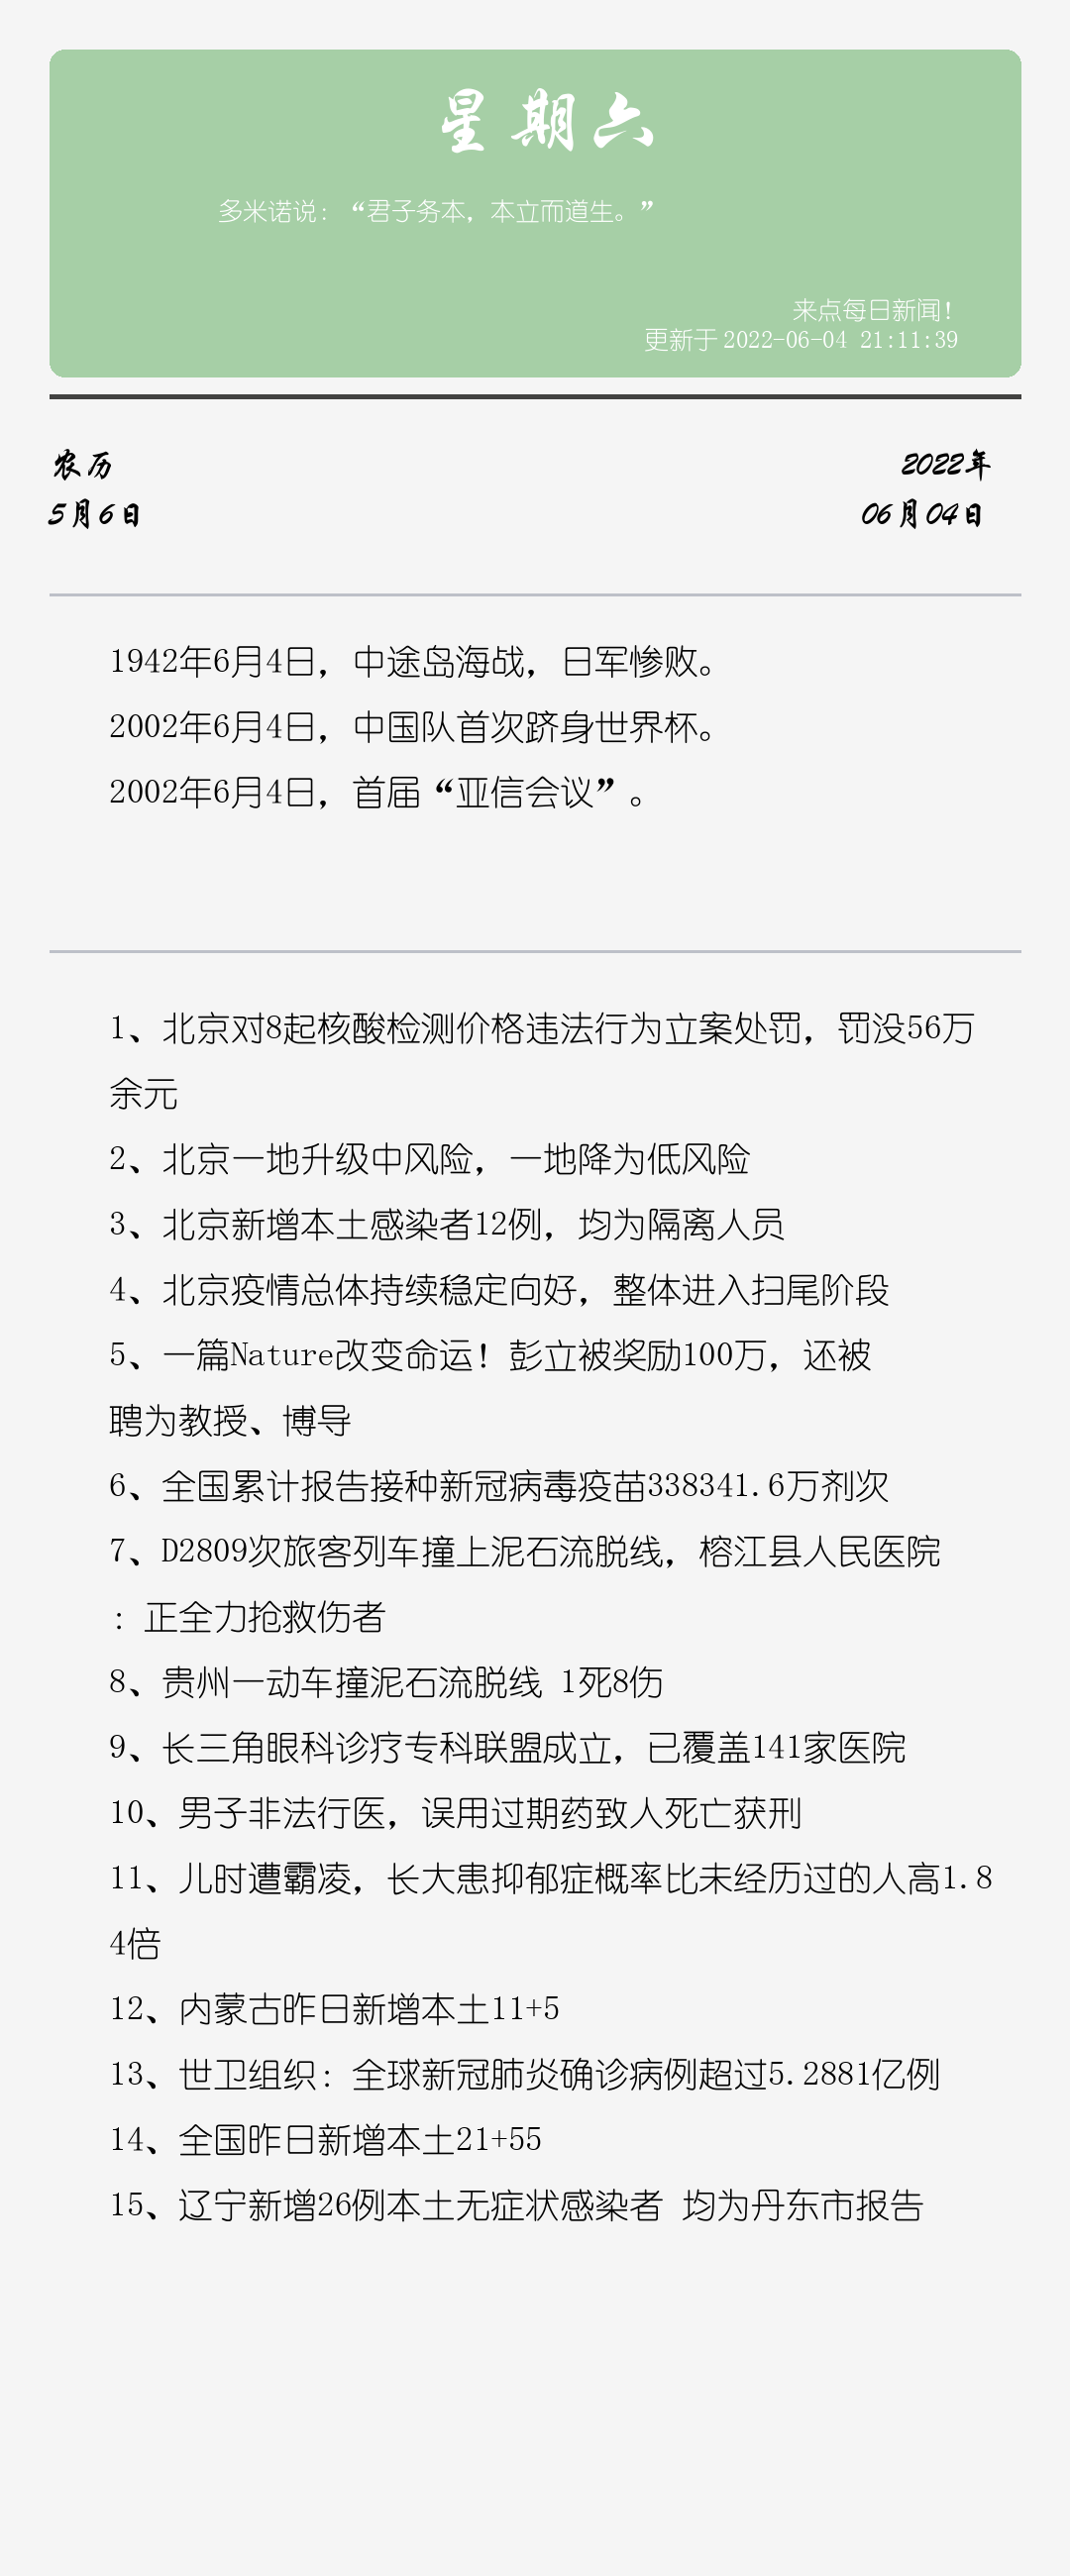 星期六
多米诺说：“君子务本，本立而道生。”
来点每日新闻！
更新于 2022-06-04 21:11:39
农历
5月6日
2022年
06月04日
1942年6月4日，中途岛海战，日军惨败。
2002年6月4日，中国队首次跻身世界杯。
2002年6月4日，首届“亚信会议”。
1、北京对8起核酸检测价格违法行为立案处罚，罚没56万
余元
2、北京一地升级中风险，一地降为低风险
3、北京新增本土感染者12例，均为隔离人员
4、北京疫情总体持续稳定向好，整体进入扫尾阶段
5、一篇Nature改变命运！彭立被奖励100万，还被
聘为教授、博导
6、全国累计报告接种新冠病毒疫苗338341.6万剂次
7、D2809次旅客列车撞上泥石流脱线，榕江县人民医院
：正全力抢救伤者
8、贵州一动车撞泥石流脱线 1死8伤
9、长三角眼科诊疗专科联盟成立，已覆盖141家医院
10、男子非法行医，误用过期药致人死亡获刑
11、儿时遭霸凌，长大患抑郁症概率比未经历过的人高1.8
4倍
12、内蒙古昨日新增本土11+5
13、世卫组织：全球新冠肺炎确诊病例超过5.2881亿例
14、全国昨日新增本土21+55
15、辽宁新增26例本土无症状感染者 均为丹东市报告